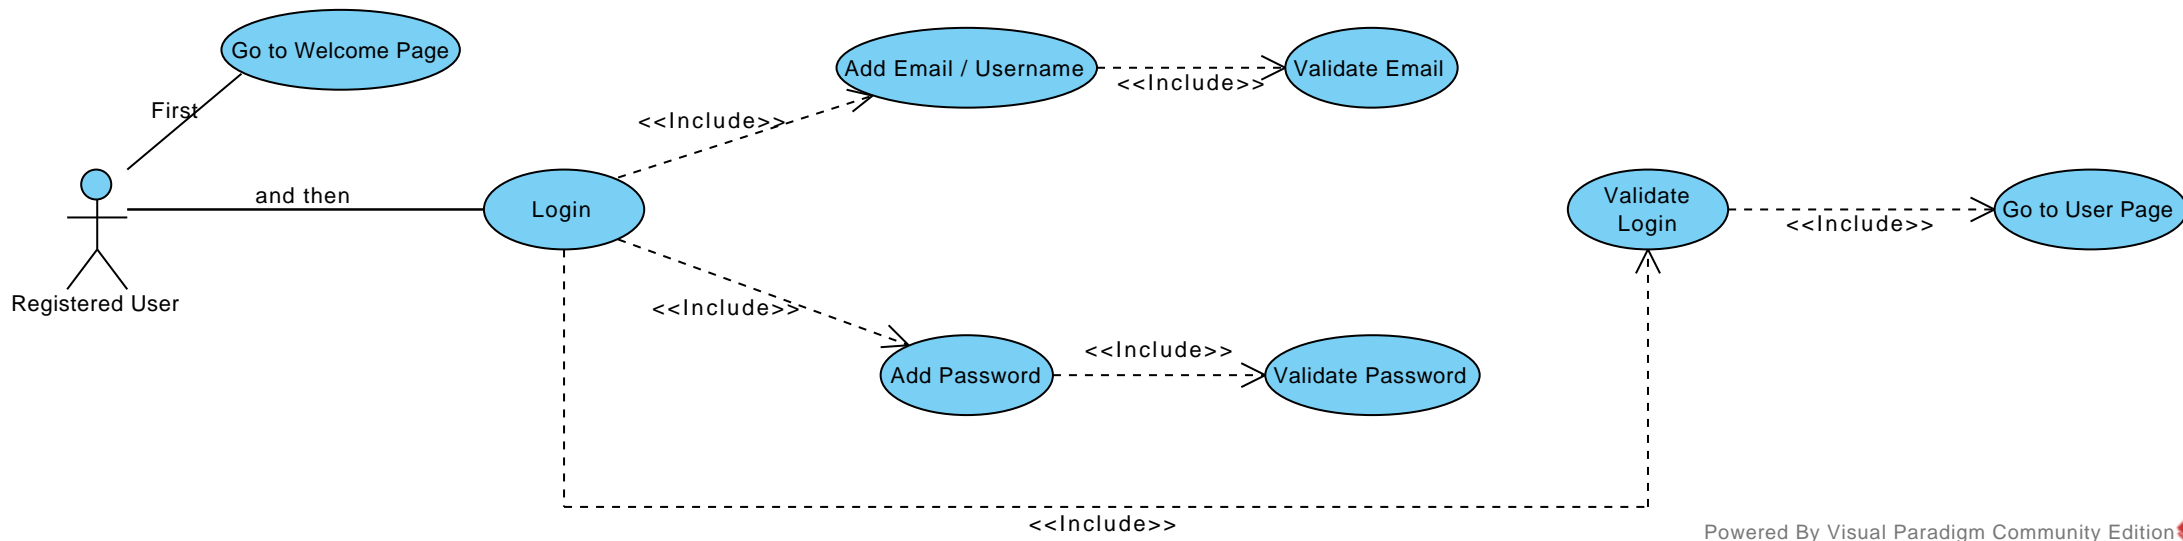 Go to Welcome Page
First
Registered User
and then
Login
<<Include>>
Add Email / Username
<<Include>>
Validate Email
<<Include>>
Add Password
<<Include>>
Validate Password
<<Include>>
Validate
Login
<<Include>>
Go to User Page
Powered By Visual Paradigm Community Edition